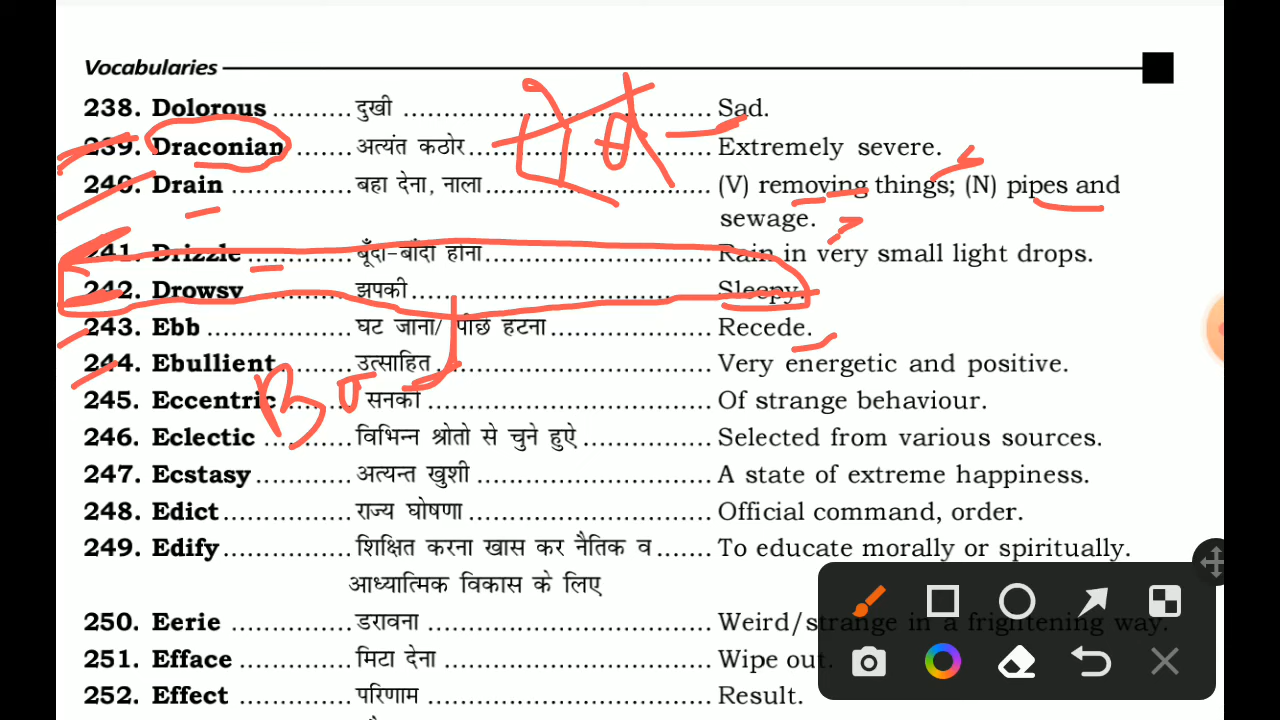 Vocabularies
238. Dolorous .......... दुखी .......................................... Sad.
239. Draconian ...... अत्यंत कठोर ................................. Extremely severe.
240. Drain ............ बहा देना, नाला ............................... (V) removing things; (N) pipes and
sewage.
241. Drizzle .......... बूँदा-बांदा होना ............................... Rain in very small light drops.
242. Drowsy .......... झपकी ........................................ Sleepy.
243. Ebb ................ घट जाना/ पीछे हटना ...................... Recede.
244. Ebullient ........ उत्साहित ..................................... Very energetic and positive.
245. Eccentric ........ सनकी ....................................... Of strange behaviour.
246. Eclectic .......... विभिन्न श्रोतो से चुने हुऐ ................. Selected from various sources.
247. Ecstasy ............ अत्यन्त खुशी ............................... A state of extreme happiness.
248. Edict ............... राज्य घोषणा ................................ Official command, order.
249. Edify ............... शिक्षित करना खास कर नैतिक व ....... To educate morally or spiritually.
आध्यात्मिक विकास के लिए
250. Eerie .............. डरावना ..................................... Weird/strange in a frightening way.
251. Efface ............ मिटा देना ................................... Wipe out.
252. Effect ............. परिणाम ..................................... Result.